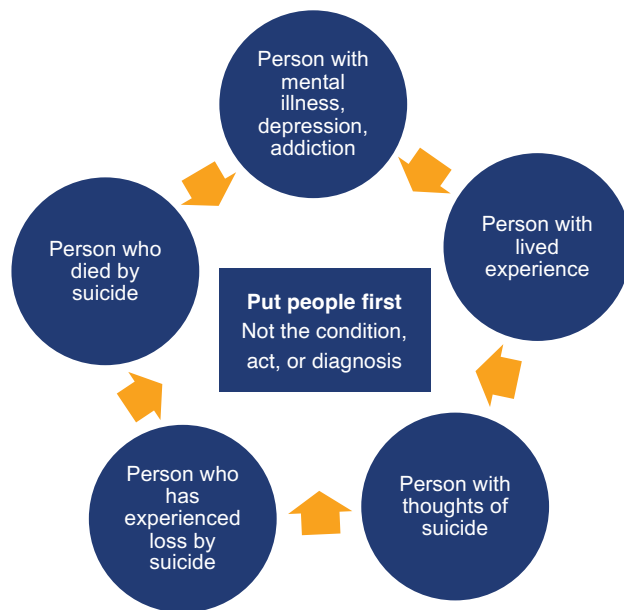 Person with
mental
illness,
depression,
addiction
Person with
lived
experience
Person who
died by
suicide
Put people first
Not the condition,
act, or diagnosis
Person with
thoughts of
suicide
Person who
has
experienced
loss by
suicide